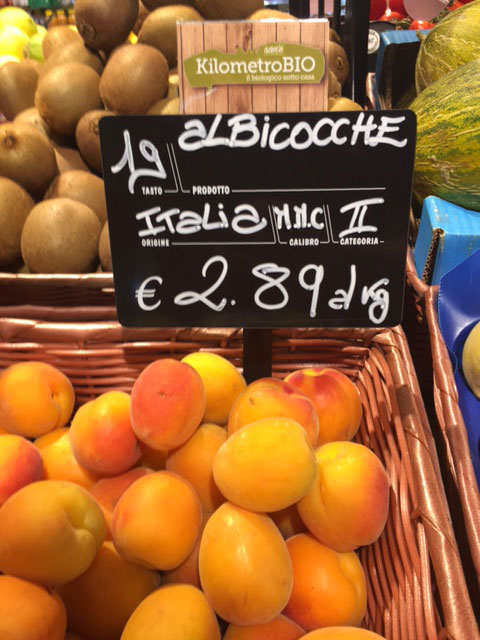 KilometroBIO
il biologico sotto casa
19 ALBICOCCHE
TASTO PRODOTTO
ITALIA M.M.C II
ORIGINE CALIBRO CATEGORIA
€ 2.89 al kg